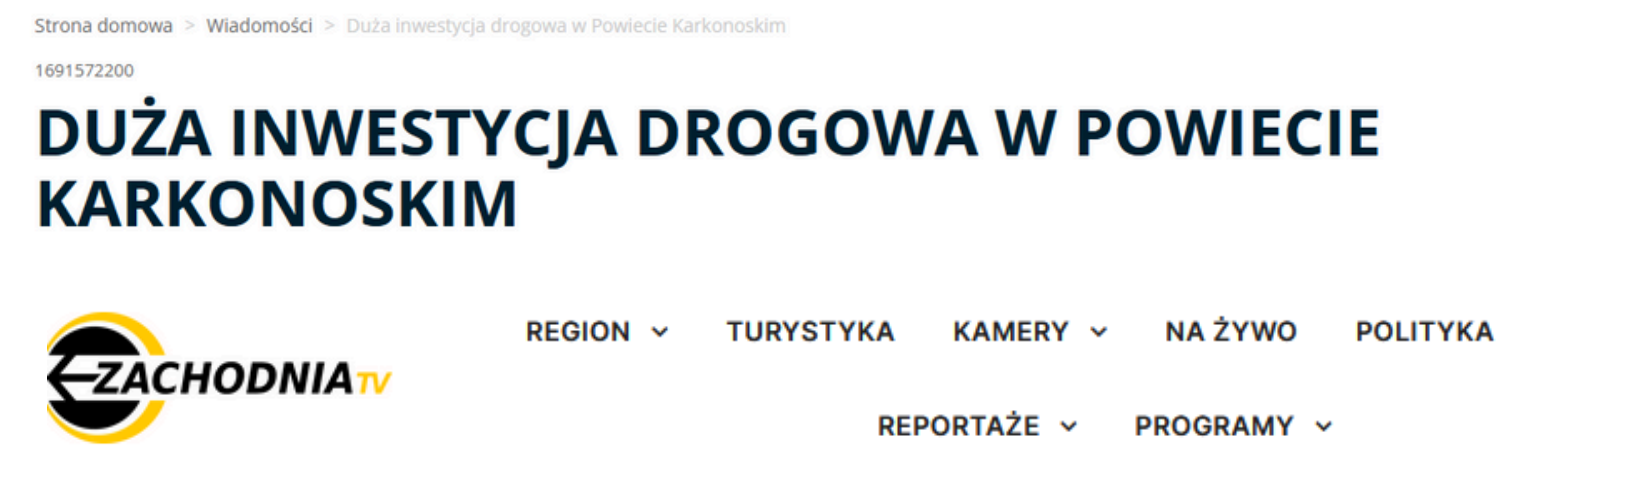 Strona domowa > Wiadomości > Duża inwestycja drogowa w Powiecie Karkonoskim
1691572200
DUŻA INWESTYCJA DROGOWA W POWIECIE
KARKONOSKIM
REGION TURYSTYKA KAMERY NA ŻYWO POLITYKA
ZACHODNIA TV
REPORTAŻE PROGRAMY